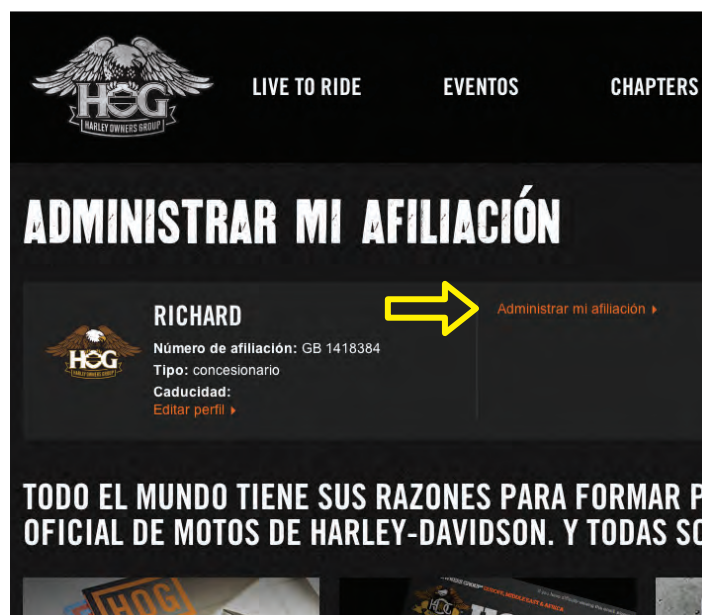 HOG
HARLEY OWNERS GROUP
LIVE TO RIDE
EVENTOS
CHAPTERS
ADMINISTRAR MI AFILIACIÓN
RICHARD
Número de afiliación: GB 1418384
Tipo: concesionario
Caducidad:
Editar perfil
Administrar mi afiliación
HOG
HARLEY OWNERS GROUP
TODO EL MUNDO TIENE SUS RAZONES PARA FORMAR P
OFICIAL DE MOTOS DE HARLEY-DAVIDSON. Y TODAS SO
HOG